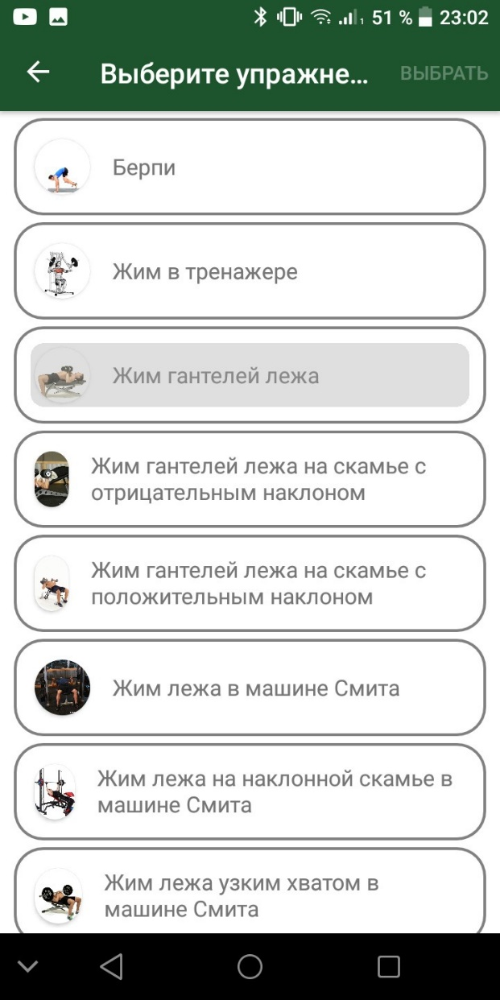 51 % 23:02
Выберите упражне... ВЫБРАТЬ
Берпи
Жим в тренажере
Жим гантелей лежа
Жим гантелей лежа на скамье с
отрицательным наклоном
Жим гантелей лежа на скамье с
положительным наклоном
Жим лежа в машине Смита
Жим лежа на наклонной скамье в
машине Смита
Жим лежа узким хватом в
машине Смита